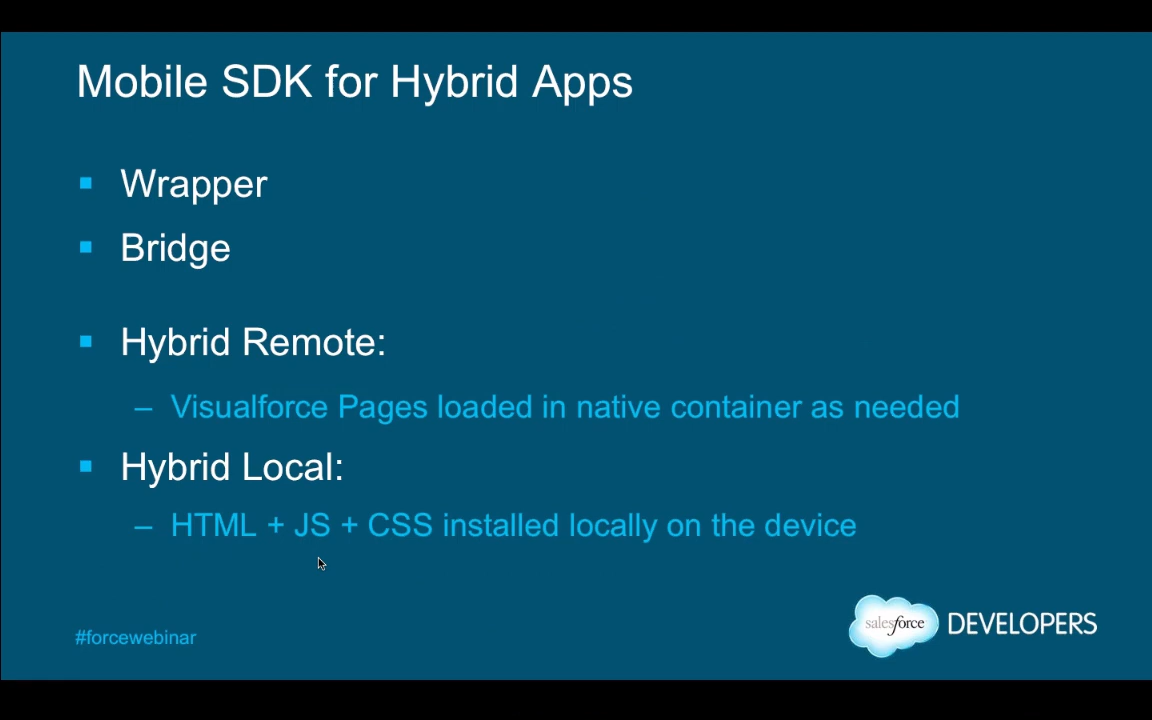 Mobile SDK for Hybrid Apps
Wrapper
Bridge
Hybrid Remote:
– Visualforce Pages loaded in native container as needed
Hybrid Local:
– HTML + JS + CSS installed locally on the device
#forcewebinar
salesforce DEVELOPERS